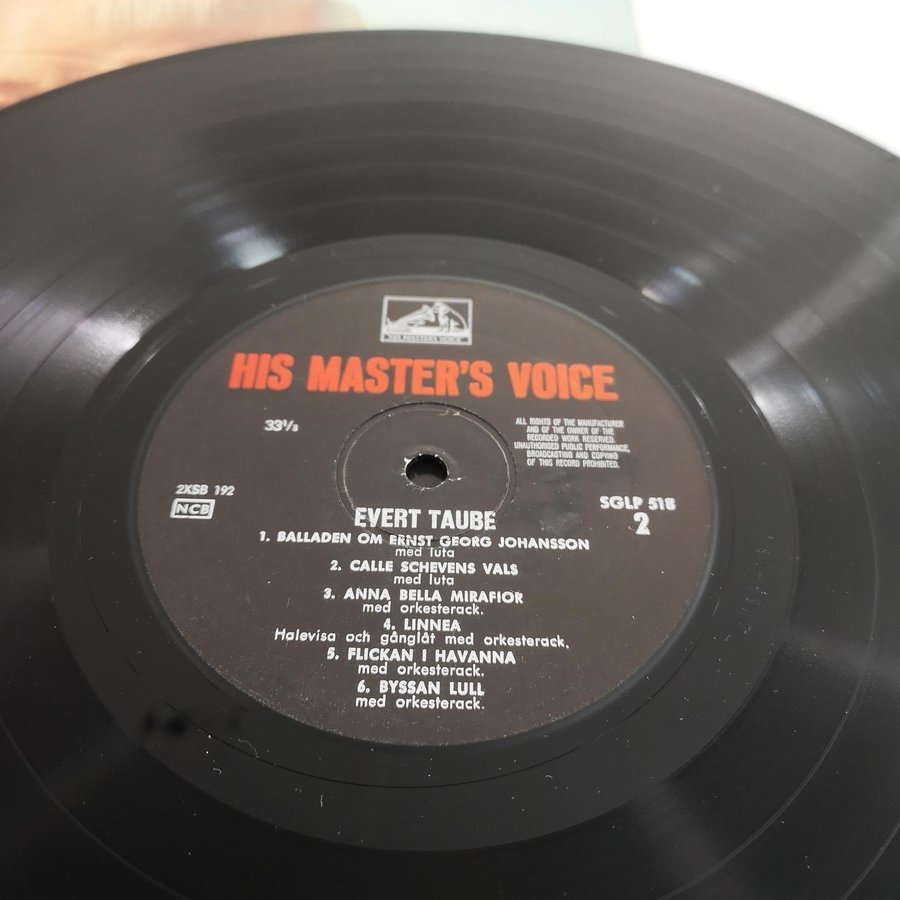 "HIS MASTER'S VOICE"
HIS MASTER'S VOICE
33⅓
ALL RIGHTS OF THE MANUFACTURER
AND OF THE OWNER OF THE
RECORDED WORK RESERVED.
UNAUTHORISED PUBLIC PERFORMANCE,
BROADCASTING AND COPYING
OF THIS RECORD PROHIBITED.
2XSB 192
NCB
SGLP 518
2
EVERT TAUBE
1. BALLADEN OM ERNST GEORG JOHANSSON
med luta
2. CALLE SCHEVENS VALS
med luta
3. ANNA BELLA MIRAFIOR
med orkesterack.
4. LINNEA
Halevisa och gånglåt med orkesterack.
5. FLICKAN I HAVANNA
med orkesterack.
6. BYSSAN LULL
med orkesterack.